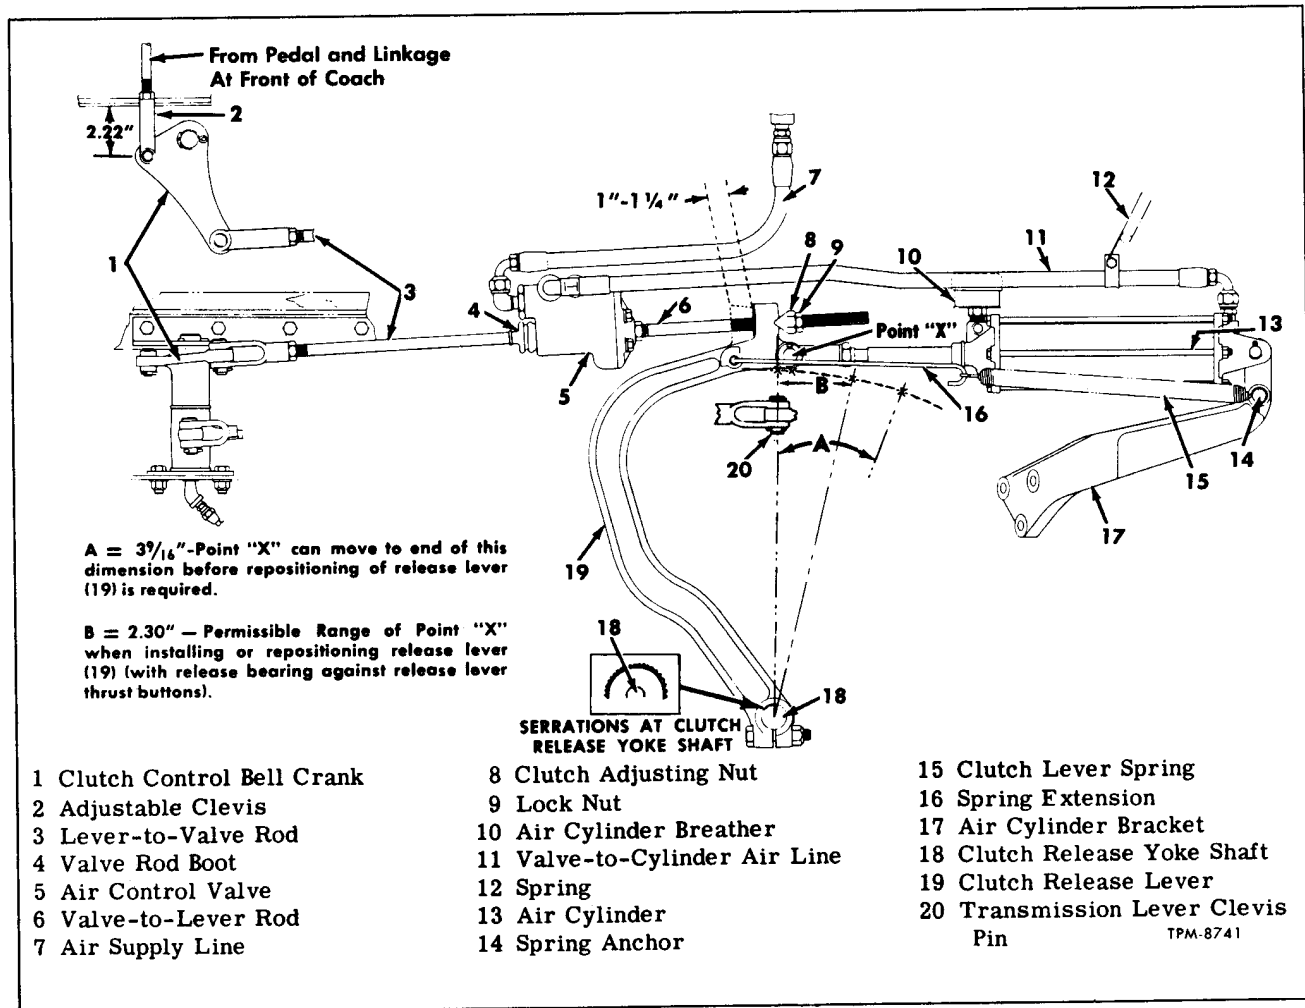 From Pedal and Linkage
At Front of Coach
2
2.22"
1"-1 1/4"
7
12
8
9
10
11
1
3
4
6
Point "X"
13
5
B
16
20
A
15
14
17
19
A = 3 9/16"-Point "X" can move to end of this
dimension before repositioning of release lever
(19) is required.
B = 2.30" — Permissible Range of Point "X"
when installing or repositioning release lever
(19) (with release bearing against release lever
thrust buttons).
18
18
SERRATIONS AT CLUTCH
RELEASE YOKE SHAFT
1 Clutch Control Bell Crank
2 Adjustable Clevis
3 Lever-to-Valve Rod
4 Valve Rod Boot
5 Air Control Valve
6 Valve-to-Lever Rod
7 Air Supply Line
8 Clutch Adjusting Nut
9 Lock Nut
10 Air Cylinder Breather
11 Valve-to-Cylinder Air Line
12 Spring
13 Air Cylinder
14 Spring Anchor
15 Clutch Lever Spring
16 Spring Extension
17 Air Cylinder Bracket
18 Clutch Release Yoke Shaft
19 Clutch Release Lever
20 Transmission Lever Clevis
Pin
TPM-8741